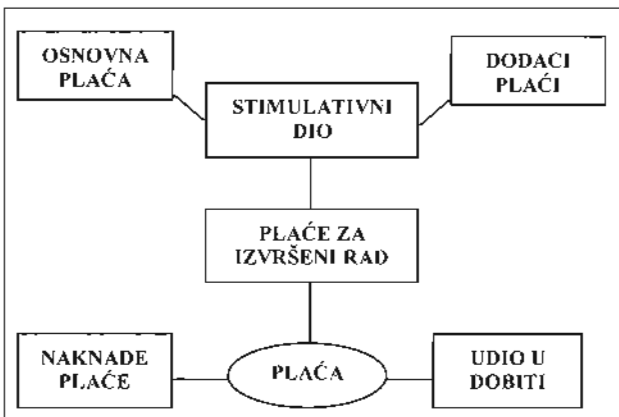 OSNOVNA
PLAĆA
STIMULATIVNI
DIO
DODACI
PLAĆI
PLAĆE ZA
IZVRŠENI RAD
NAKNADE
PLAĆE
PLAĆA
UDIO U
DOBITI